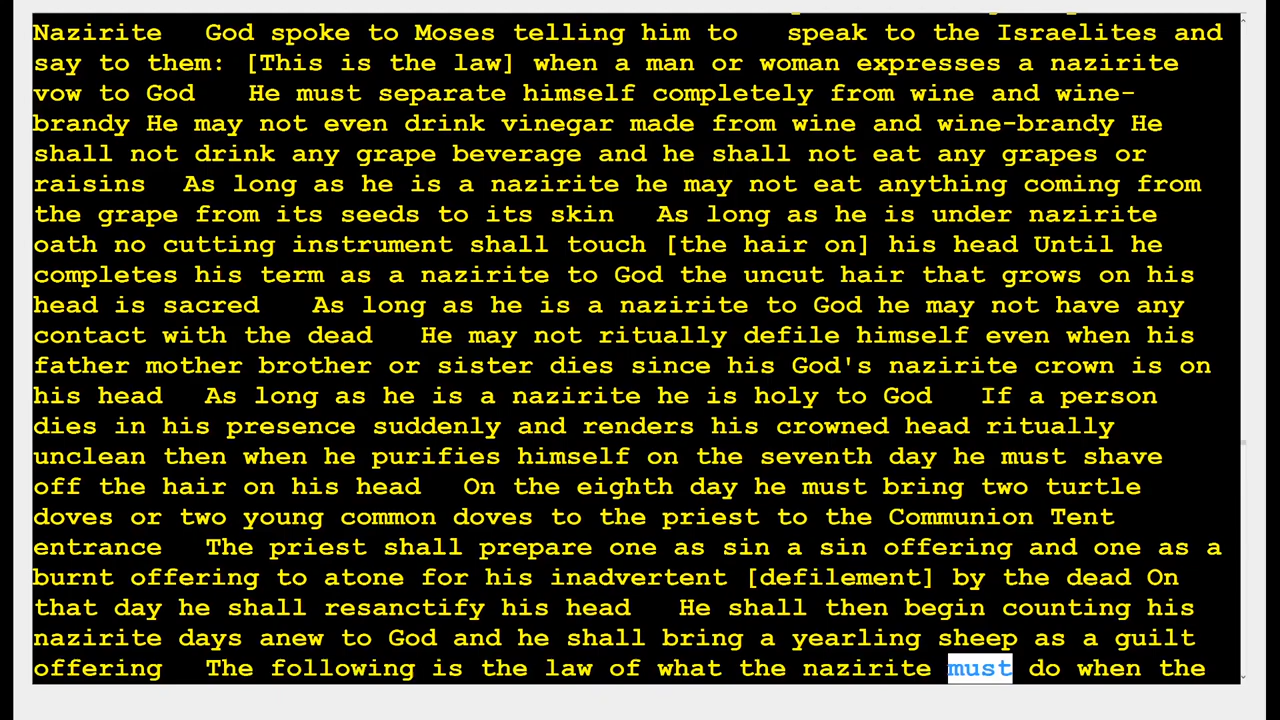 Nazirite God spoke to Moses telling him to speak to the Israelites and
say to them: [This is the law] when a man or woman expresses a nazirite
vow to God He must separate himself completely from wine and wine-
brandy He may not even drink vinegar made from wine and wine-brandy He
shall not drink any grape beverage and he shall not eat any grapes or
raisins As long as he is a nazirite he may not eat anything coming from
the grape from its seeds to its skin As long as he is under nazirite
oath no cutting instrument shall touch [the hair on] his head Until he
completes his term as a nazirite to God the uncut hair that grows on his
head is sacred As long as he is a nazirite to God he may not have any
contact with the dead He may not ritually defile himself even when his
father mother brother or sister dies since his God's nazirite crown is on
his head As long as he is a nazirite he is holy to God If a person
dies in his presence suddenly and renders his crowned head ritually
unclean then when he purifies himself on the seventh day he must shave
off the hair on his head On the eighth day he must bring two turtle
doves or two young common doves to the priest to the Communion Tent
entrance The priest shall prepare one as sin a sin offering and one as a
burnt offering to atone for his inadvertent [defilement] by the dead On
that day he shall resanctify his head He shall then begin counting his
nazirite days anew to God and he shall bring a yearling sheep as a guilt
offering The following is the law of what the nazirite must do when the